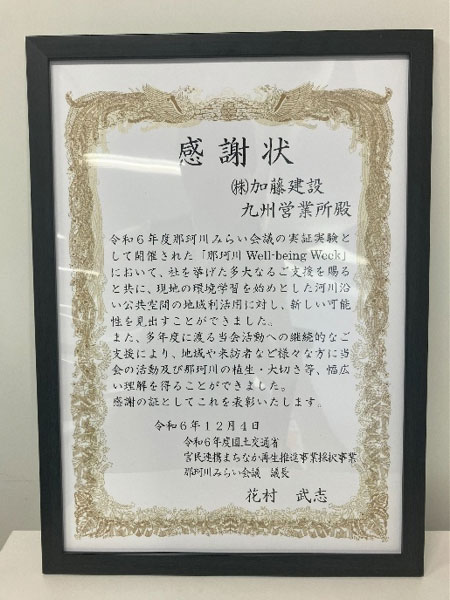 感謝状
㈱加藤建設
九州営業所殿
令和６年度那珂川みらい会議の実証実験と
して開催された「那珂川 Well-being Week」
において、社を挙げた多大なるご支援を賜る
と共に、現地の環境学習を始めとした河川沿
い公共空間の地域利活用に対し、新しい可能
性を見出すことができました。
また、多年度に渡る当会活動への継続的なご
支援により、地域や来訪者など様々な方に当
会の活動及び那珂川の植生・大切さ等、幅広
い理解を得ることができました。
感謝の証としてこれを表彰いたします。
令和６年１２月４日
令和６年度国土交通省
官民連携まちなか再生推進事業採択事業
那珂川みらい会議　議長
花村　武志